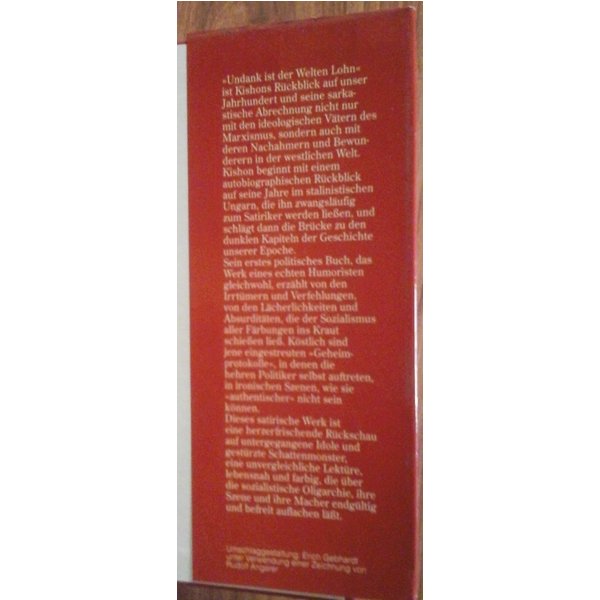 »Undank ist der Welten Lohn«
ist Kishons Rückblick auf unser
Jahrhundert und seine sarka-
stische Abrechnung nicht nur
mit den ideologischen Vätern des
Marxismus, sondern auch mit
deren Nachahmern und Bewun-
derern in der westlichen Welt.
Kishon beginnt mit einem
autobiographischen Rückblick
auf seine Jahre im stalinistischen
Ungarn, die ihn zwangsläufig
zum Satiriker werden ließen, und
schlägt dann die Brücke zu den
dunklen Kapiteln der Geschichte
unserer Epoche.
Sein erstes politisches Buch, das
Werk eines echten Humoristen
gleichwohl, erzählt von den
Irrtümern und Verfehlungen,
von den Lächerlichkeiten und
Absurditäten, die der Sozialismus
aller Färbungen ins Kraut
schießen ließ. Köstlich sind
jene eingestreuten »Geheim-
protokolle«, in denen die
hehren Politiker selbst auftreten,
in ironischen Szenen, wie sie
»authentischer« nicht sein
können.
Dieses satirische Werk ist
eine herzerfrischende Rückschau
auf untergegangene Idole und
gestürzte Schattenmonster,
eine unvergleichliche Lektüre,
lebensnah und farbig, die über
die sozialistische Oligarchie, ihre
Szene und ihre Macher endgültig
und befreit auflachen läßt.
Umschlaggestaltung: Erich Gebhardt
unter Verwendung einer Zeichnung von
Rudolf Angerer